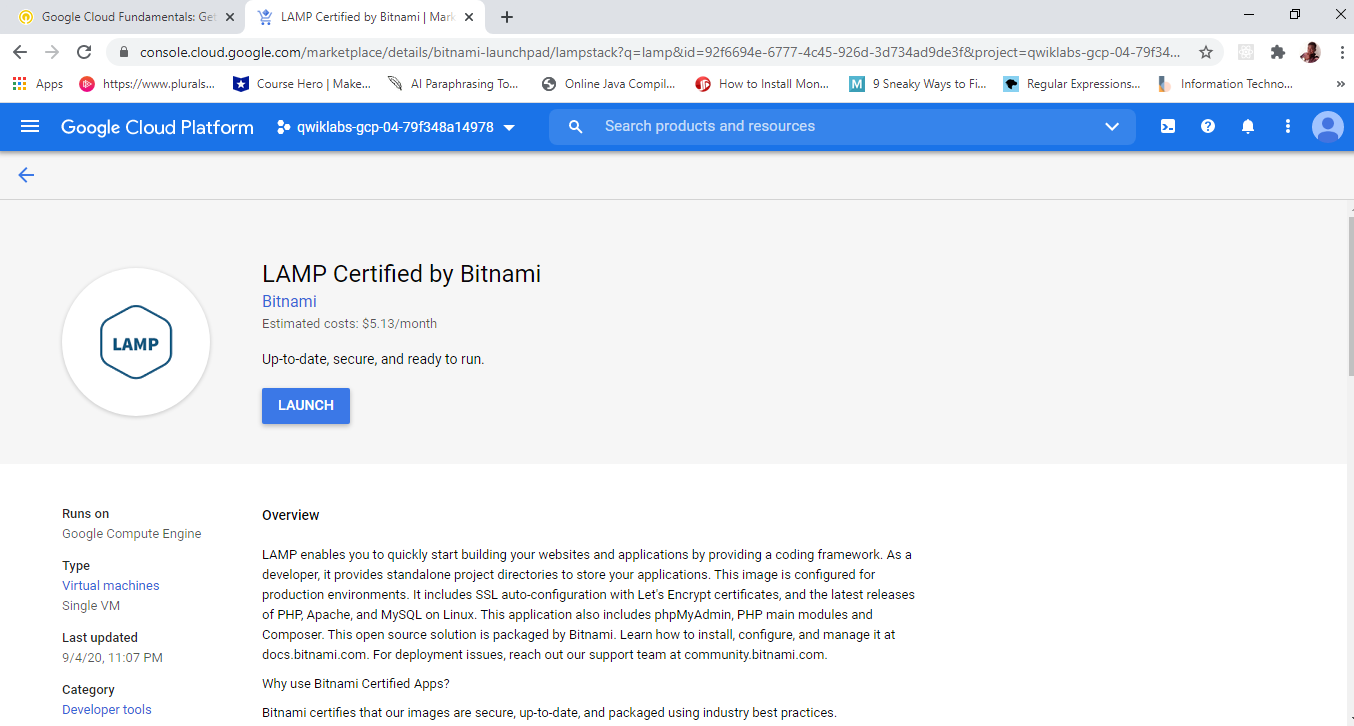 Google Cloud Fundamentals: Get
LAMP Certified by Bitnami | Mark
console.cloud.google.com/marketplace/details/bitnami-launchpad/lampstack?q=lamp&id=92f6694e-6777-4c45-926d-3d734ad9de3f&project=qwiklabs-gcp-04-79f34...
Apps
https://www.plurals...
Course Hero | Make...
AI Paraphrasing To...
Online Java Compil...
How to Install Mon...
M
9 Sneaky Ways to Fi...
Regular Expressions...
Information Techno...
»
Google Cloud Platform
qwiklabs-gcp-04-79f348a14978
Search products and resources
LAMP
LAMP Certified by Bitnami
Bitnami
Estimated costs: $5.13/month
Up-to-date, secure, and ready to run.
LAUNCH
Runs on
Google Compute Engine
Type
Virtual machines
Single VM
Last updated
9/4/20, 11:07 PM
Category
Developer tools
Overview
LAMP enables you to quickly start building your websites and applications by providing a coding framework. As a
developer, it provides standalone project directories to store your applications. This image is configured for
production environments. It includes SSL auto-configuration with Let's Encrypt certificates, and the latest releases
of PHP, Apache, and MySQL on Linux. This application also includes phpMyAdmin, PHP main modules and
Composer. This open source solution is packaged by Bitnami. Learn how to install, configure, and manage it at
docs.bitnami.com. For deployment issues, reach out our support team at community.bitnami.com.
Why use Bitnami Certified Apps?
Bitnami certifies that our images are secure, up-to-date, and packaged using industry best practices.